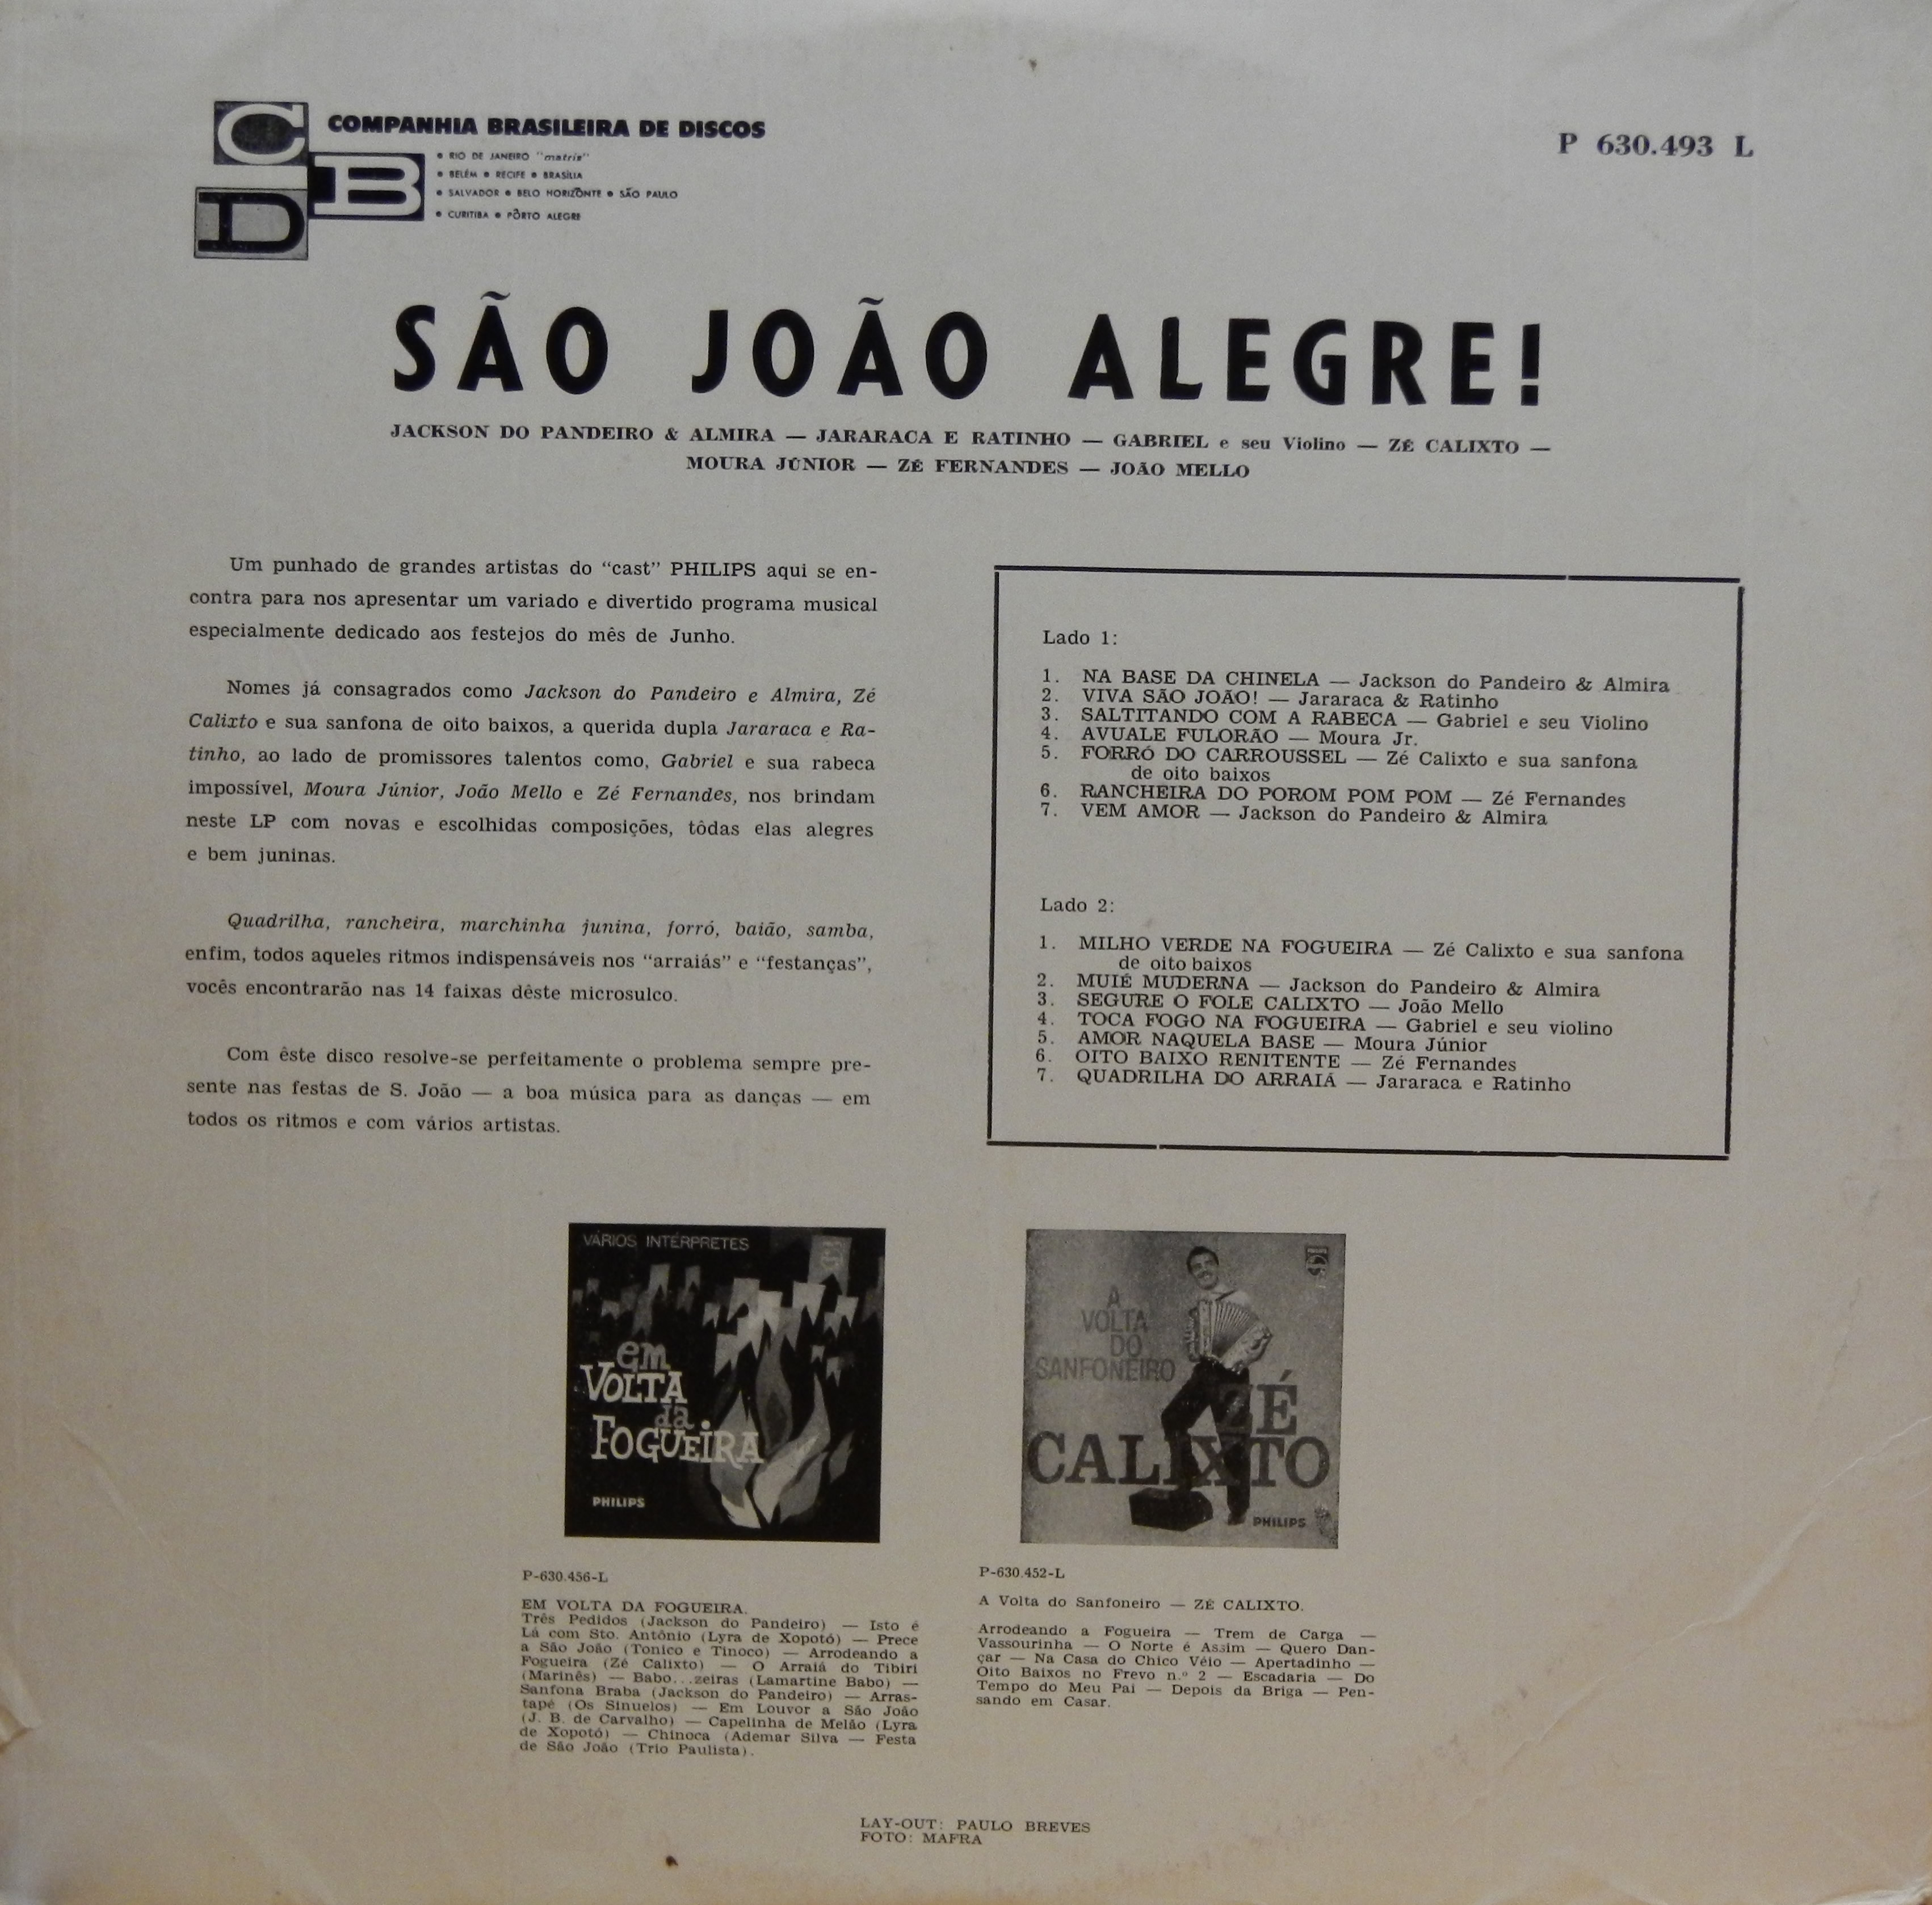 C
B
D
COMPANHIA BRASILEIRA DE DISCOS
• RIO DE JANEIRO "matriz"
• BELÉM • RECIFE • BRASÍLIA
• SALVADOR • BELO HORIZÔNTE • SÃO PAULO
• CURITIBA • PÔRTO ALEGRE
P 630.493 L
SÃO JOÃO ALEGRE!
JACKSON DO PANDEIRO & ALMIRA — JARARACA E RATINHO — GABRIEL e seu Violino — ZÉ CALIXTO —
MOURA JÚNIOR — ZÉ FERNANDES — JOÃO MELLO
Um punhado de grandes artistas do "cast" PHILIPS aqui se en-
contra para nos apresentar um variado e divertido programa musical
especialmente dedicado aos festejos do mês de Junho.
Nomes já consagrados como Jackson do Pandeiro e Almira, Zé
Calixto e sua sanfona de oito baixos, a querida dupla Jararaca e Ra-
tinho, ao lado de promissores talentos como, Gabriel e sua rabeca
impossível, Moura Júnior, João Mello e Zé Fernandes, nos brindam
neste LP com novas e escolhidas composições, tôdas elas alegres
e bem juninas.
Quadrilha, rancheira, marchinha junina, forró, baião, samba,
enfim, todos aqueles ritmos indispensáveis nos "arraiás" e "festanças",
vocês encontrarão nas 14 faixas dêste microsulco.
Com êste disco resolve-se perfeitamente o problema sempre pre-
sente nas festas de S. João — a boa música para as danças — em
todos os ritmos e com vários artistas.
Lado 1:
1. NA BASE DA CHINELA — Jackson do Pandeiro & Almira
2. VIVA SÃO JOÃO! — Jararaca & Ratinho
3. SALTITANDO COM A RABECA — Gabriel e seu Violino
4. AVUALE FULORÃO — Moura Jr.
5. FORRÓ DO CARROUSSEL — Zé Calixto e sua sanfona
de oito baixos
6. RANCHEIRA DO POROM POM POM — Zé Fernandes
7. VEM AMOR — Jackson do Pandeiro & Almira
Lado 2:
1. MILHO VERDE NA FOGUEIRA — Zé Calixto e sua sanfona
de oito baixos
2. MUIÉ MUDERNA — Jackson do Pandeiro & Almira
3. SEGURE O FOLE CALIXTO — João Mello
4. TOCA FOGO NA FOGUEIRA — Gabriel e seu violino
5. AMOR NAQUELA BASE — Moura Júnior
6. OITO BAIXO RENITENTE — Zé Fernandes
7. QUADRILHA DO ARRAIÁ — Jararaca e Ratinho
VÁRIOS INTÉRPRETES
em
VOLTA
da
FOGUEIRA
PHILIPS
A
VOLTA
DO
SANFONEIRO
ZÉ
CALIXTO
PHILIPS
P-630.456-L
EM VOLTA DA FOGUEIRA.
Três Pedidos (Jackson do Pandeiro) — Isto é
Lá com Sto. Antônio (Lyra de Xopotó) — Prece
a São João (Tonico e Tinoco) — Arrodeando a
Fogueira (Zé Calixto) — O Arraiá do Tibiri
(Marinês) — Babo...zeiras (Lamartine Babo) —
Sanfona Braba (Jackson do Pandeiro) — Arras-
tapé (Os Sinuelos) — Em Louvor a São João
(J. B. de Carvalho) — Capelinha de Melão (Lyra
de Xopotó) — Chinoca (Ademar Silva — Festa
de São João (Trio Paulista).
P-630.452-L
A Volta do Sanfoneiro — ZÉ CALIXTO.
Arrodeando a Fogueira — Trem de Carga —
Vassourinha — O Norte é Assim — Quero Dan-
çar — Na Casa do Chico Véio — Apertadinho —
Oito Baixos no Frevo n.º 2 — Escadaria — Do
Tempo do Meu Pai — Depois da Briga — Pen-
sando em Casar.
LAY-OUT: PAULO BREVES
FOTO: MAFRA